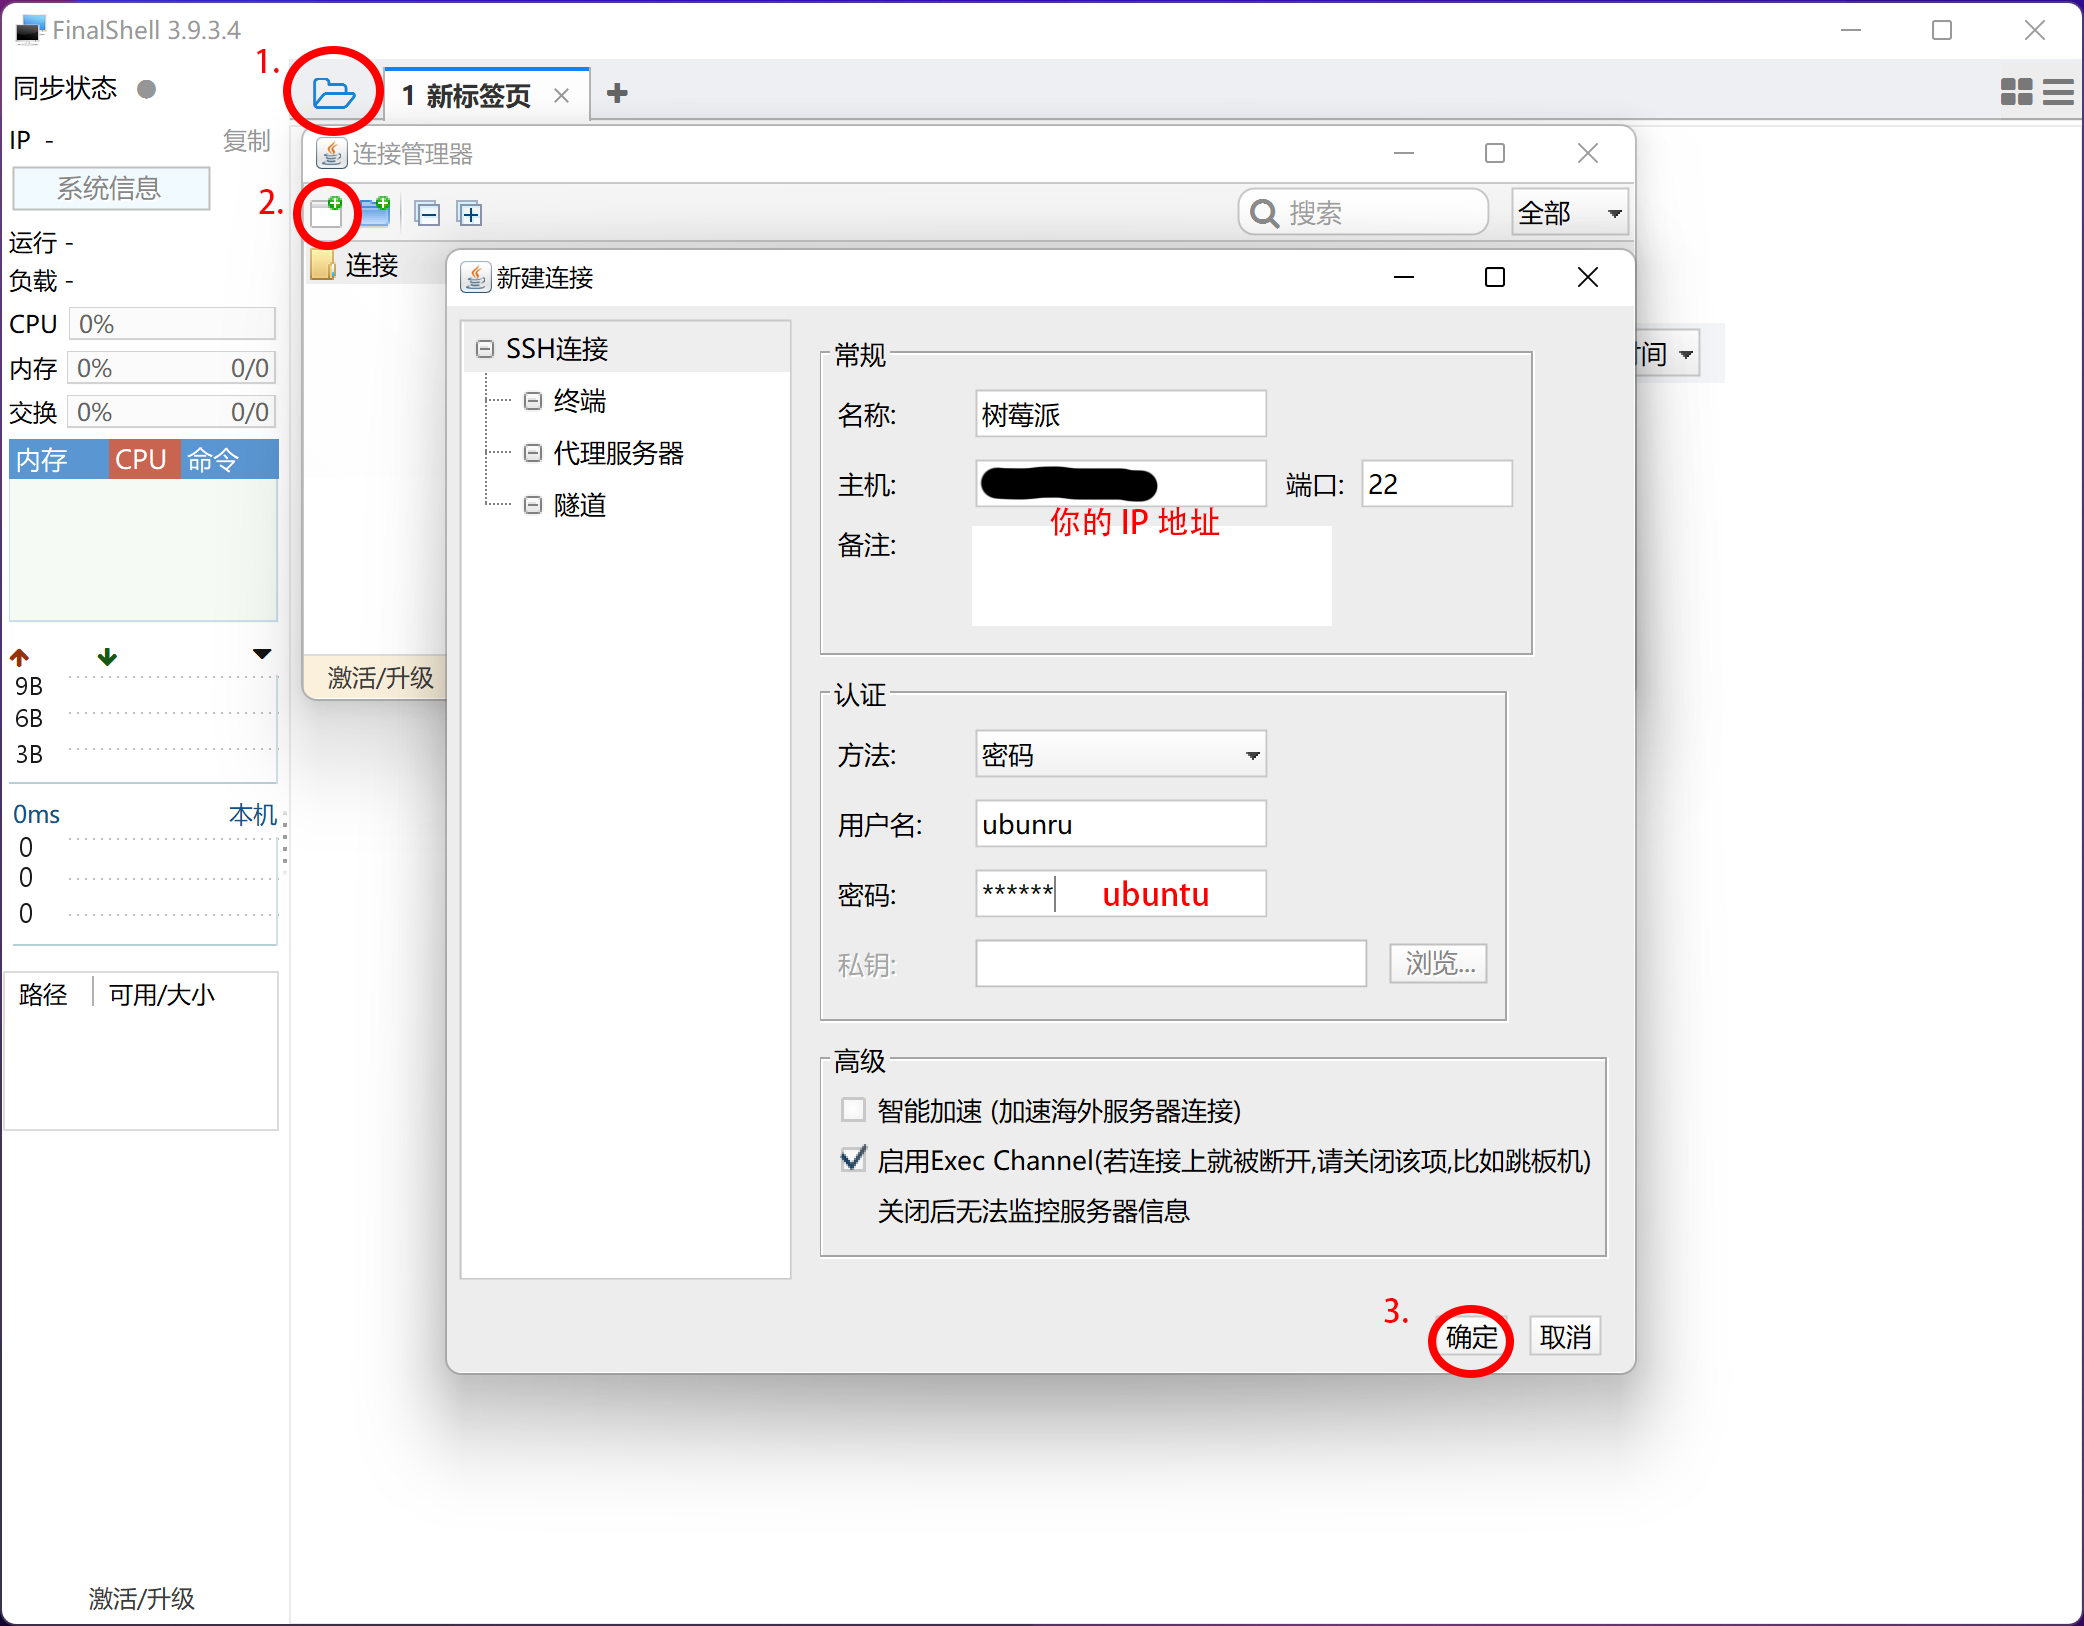 FinalShell 3.9.3.4
1.
同步状态
1 新标签页
IP -
复制
连接管理器
系统信息
2.
搜索
全部
运行 -
连接
新建连接
负载 -
CPU 0%
SSH连接
常规
间
内存 0% 0/0
终端
名称: 树莓派
交换 0% 0/0
代理服务器
内存 CPU 命令
主机: 端口: 22
隧道
你的 IP 地址
备注:
激活/升级
9B
认证
6B
3B
方法: 密码
0ms 本机
用户名: ubunru
0
0
密码: ****** ubuntu
0
私钥: 浏览...
路径 可用/大小
高级
智能加速 (加速海外服务器连接)
启用Exec Channel(若连接上就被断开,请关闭该项,比如跳板机)
关闭后无法监控服务器信息
3.
确定 取消
激活/升级